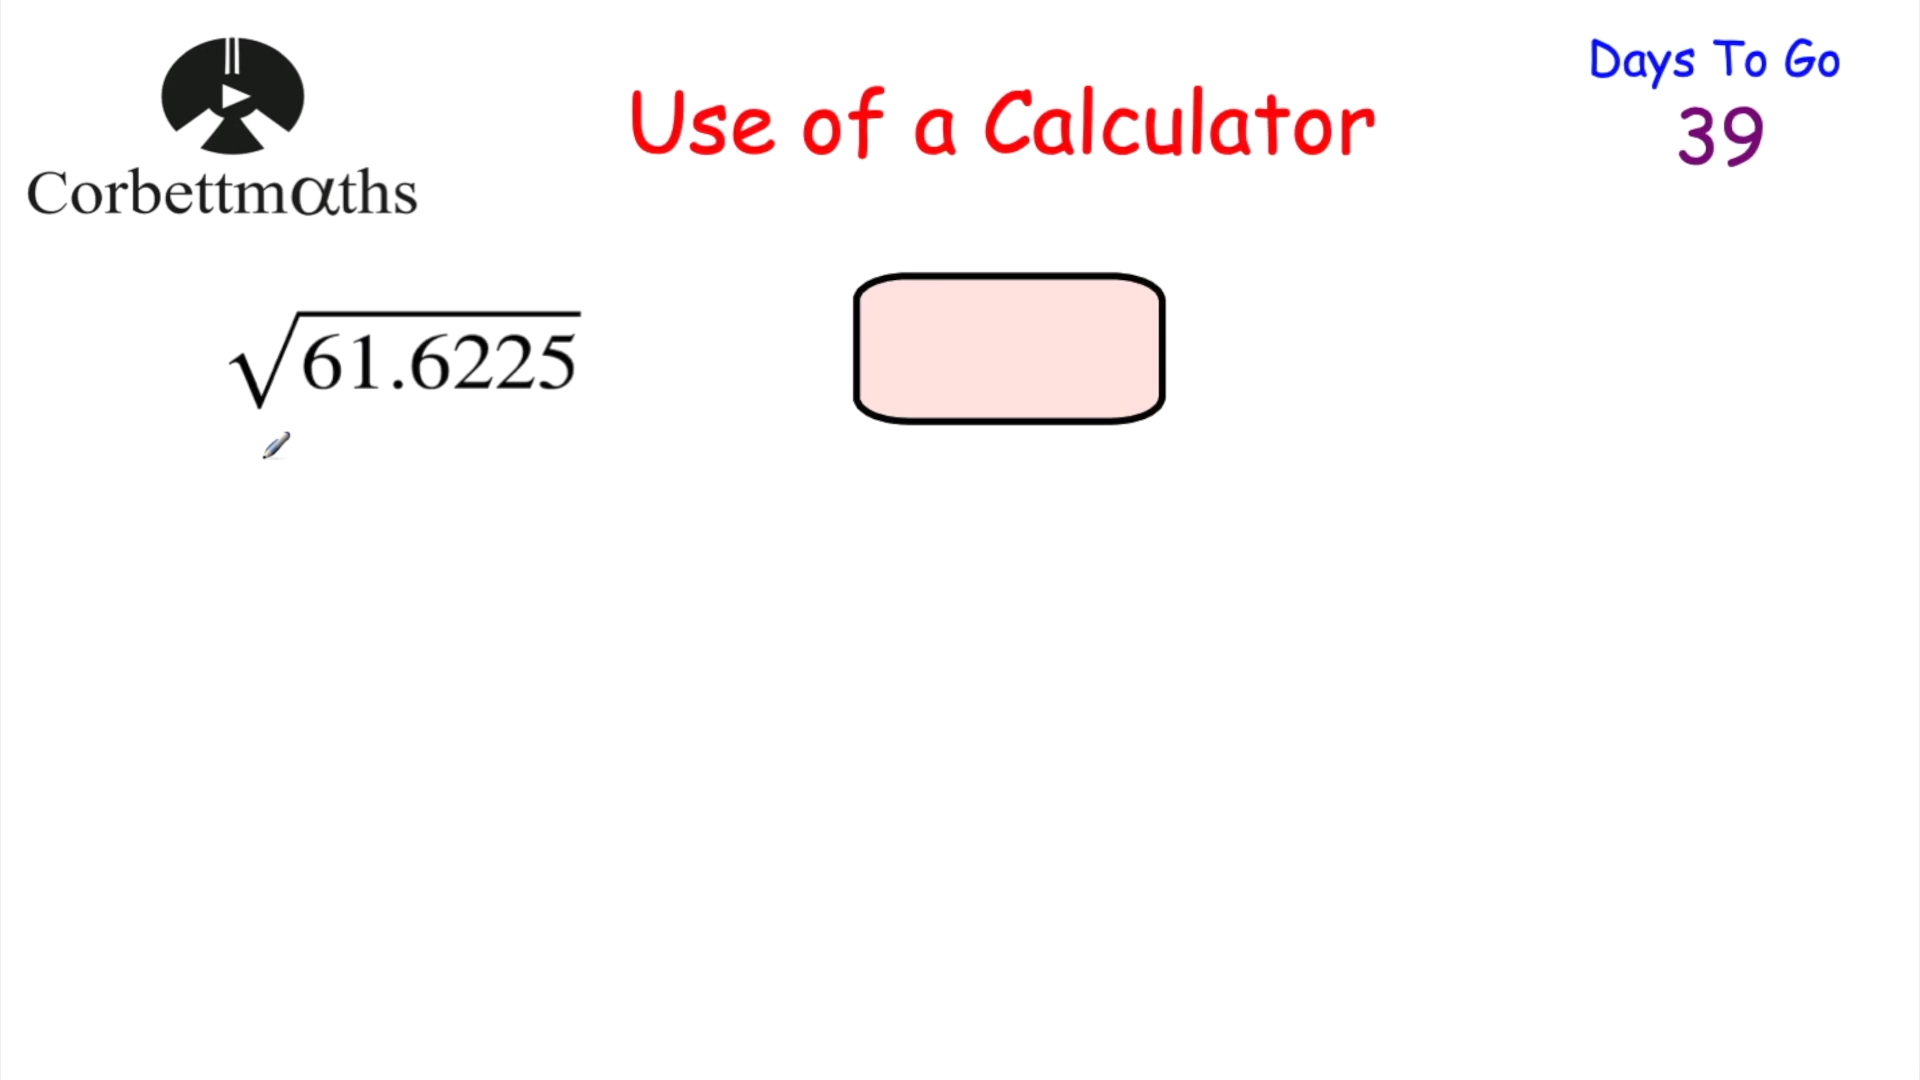 Corbettmαths
Use of a Calculator
Days To Go
39
√61.6225